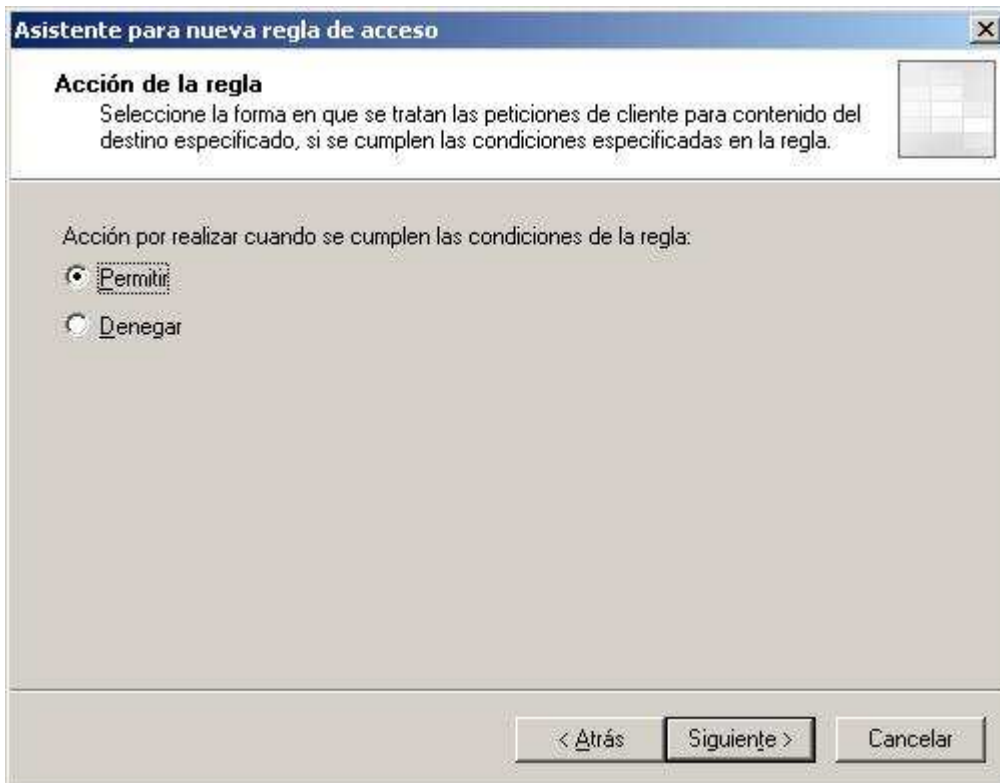 Asistente para nueva regla de acceso
Acción de la regla
Seleccione la forma en que se tratan las peticiones de cliente para contenido del
destino especificado, si se cumplen las condiciones especificadas en la regla.
Acción por realizar cuando se cumplen las condiciones de la regla:
Permitir
Denegar
< Atrás
Siguiente >
Cancelar